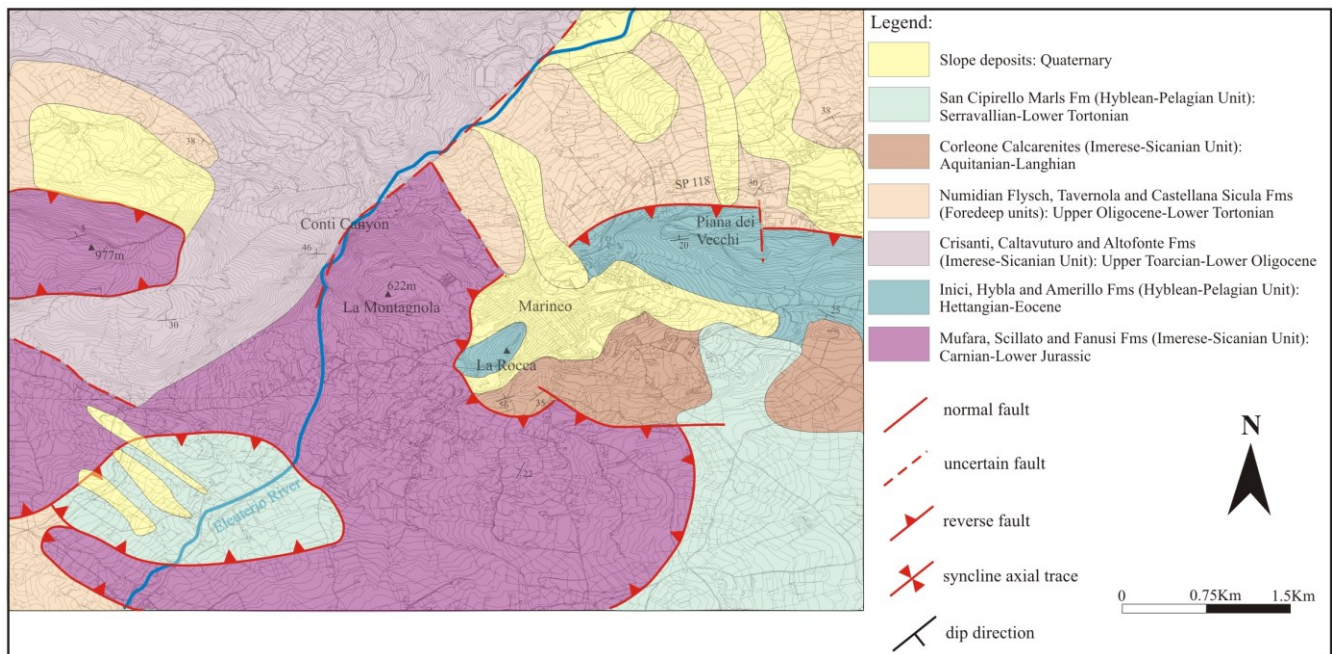 Legend:
Slope deposits: Quaternary
San Cipirello Marls Fm (Hyblean-Pelagian Unit):
Serravallian-Lower Tortonian
Corleone Calcarenites (Imerese-Sicanian Unit):
Aquitanian-Langhian
Numidian Flysch, Tavernola and Castellana Sicula Fms
(Foredeep units): Upper Oligocene-Lower Tortonian
Crisanti, Caltavuturo and Altofonte Fms
(Imerese-Sicanian Unit): Upper Toarcian-Lower Oligocene
Inici, Hybla and Amerillo Fms (Hyblean-Pelagian Unit):
Hettangian-Eocene
Mufara, Scillato and Fanusi Fms (Imerese-Sicanian Unit):
Carnian-Lower Jurassic
normal fault
uncertain fault
reverse fault
syncline axial trace
dip direction
N
0 0.75Km 1.5Km
38
38
SP 118
30
Piana dei
Vecchi
20
Conti Canyon
46
977m
622m
La Montagnola
Marineo
30
25
La Rocca
35
22
Eleuterio River